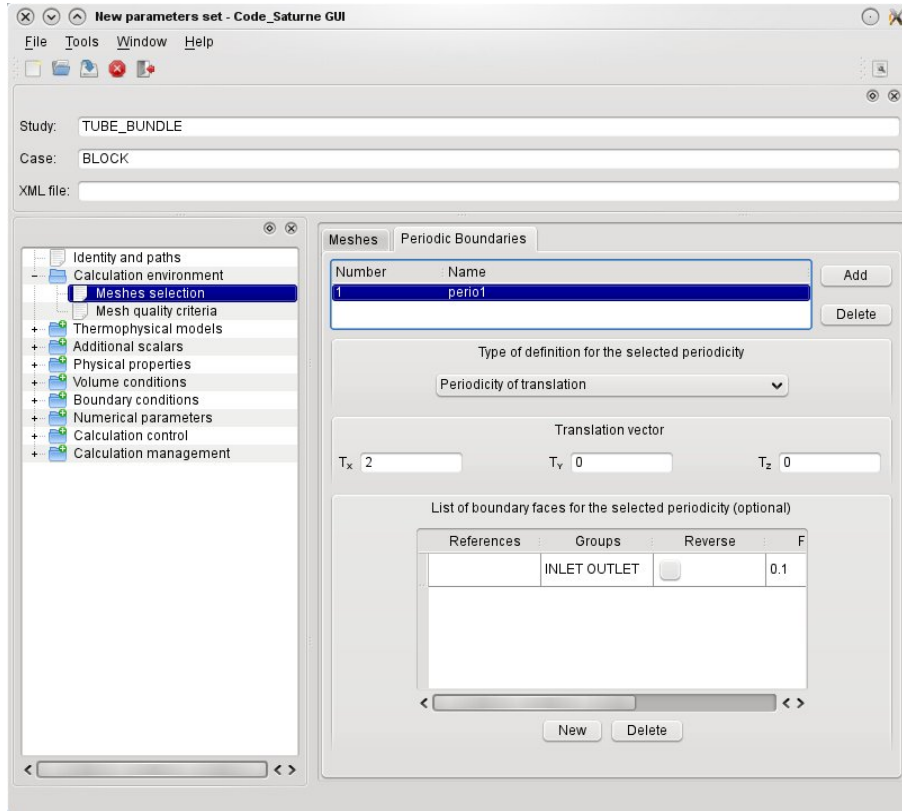 New parameters set - Code_Saturne GUI
File Tools Window Help
Study: TUBE_BUNDLE
Case: BLOCK
XML file:
Identity and paths
Calculation environment
Meshes selection
Mesh quality criteria
Thermophysical models
Additional scalars
Physical properties
Volume conditions
Boundary conditions
Numerical parameters
Calculation control
Calculation management
Meshes Periodic Boundaries
Number Name
1 perio1
Add
Delete
Type of definition for the selected periodicity
Periodicity of translation
Translation vector
Tx 2 TY 0 Tz 0
List of boundary faces for the selected periodicity (optional)
References Groups Reverse F
INLET OUTLET 0.1
New Delete